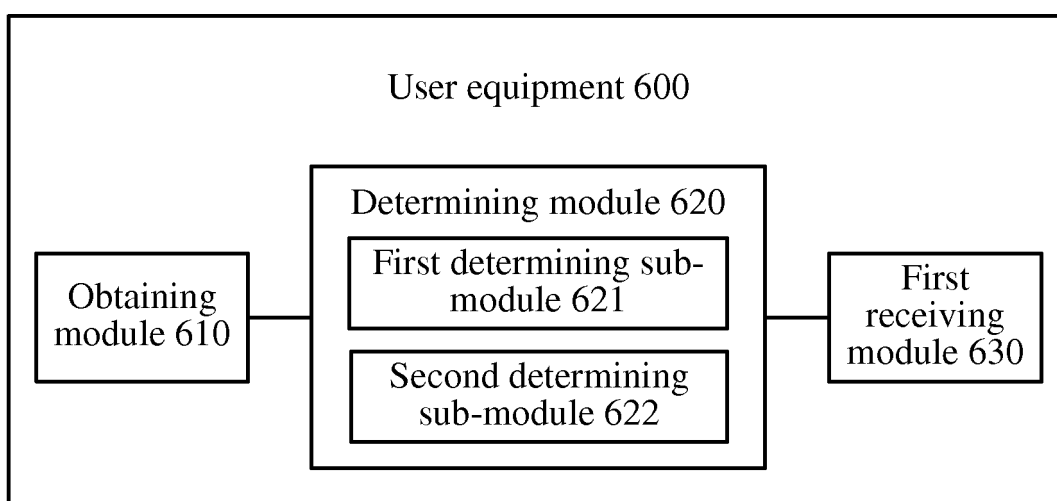 User equipment 600
Determining module 620
First determining sub-
module 621
Second determining
sub-module 622
Obtaining
module 610
First
receiving
module 630